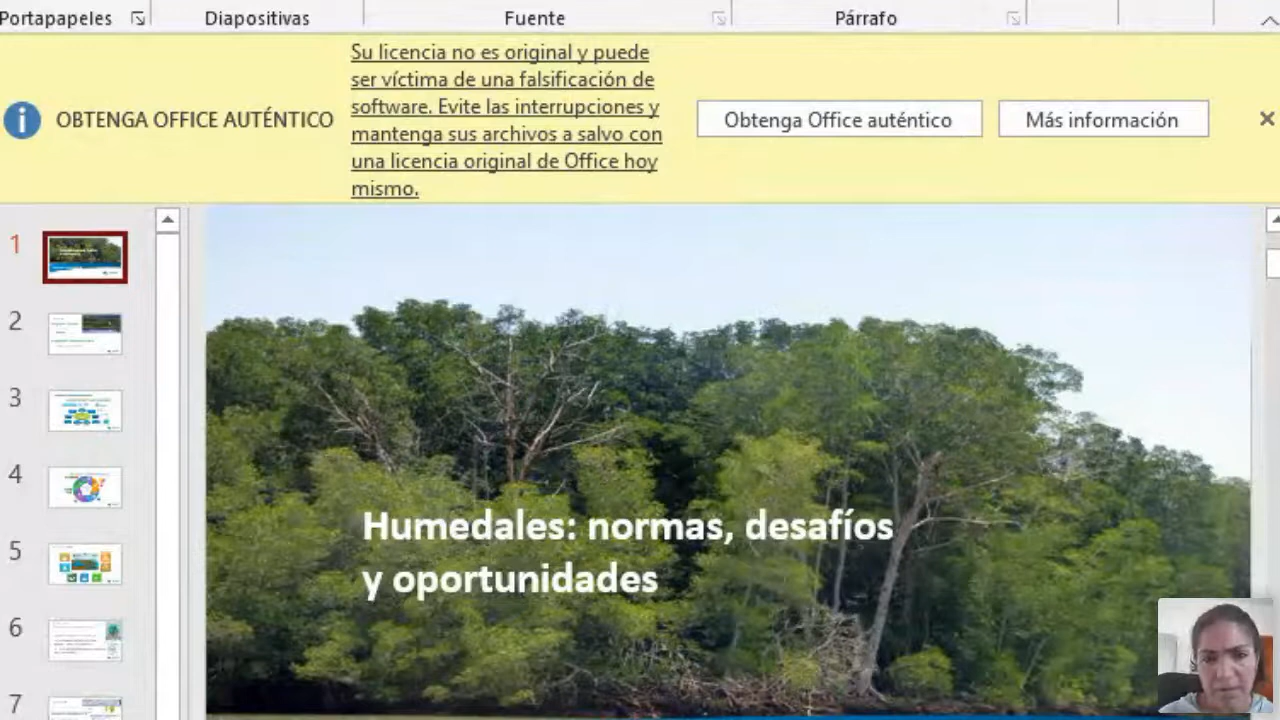 Portapapeles
Diapositivas
Fuente
Párrafo
OBTENGA OFFICE AUTÉNTICO
Su licencia no es original y puede
ser víctima de una falsificación de
software. Evite las interrupciones y
mantenga sus archivos a salvo con
una licencia original de Office hoy
mismo.
Obtenga Office auténtico
Más información
1
2
3
4
5
6
7
Humedales: normas, desafíos
y oportunidades